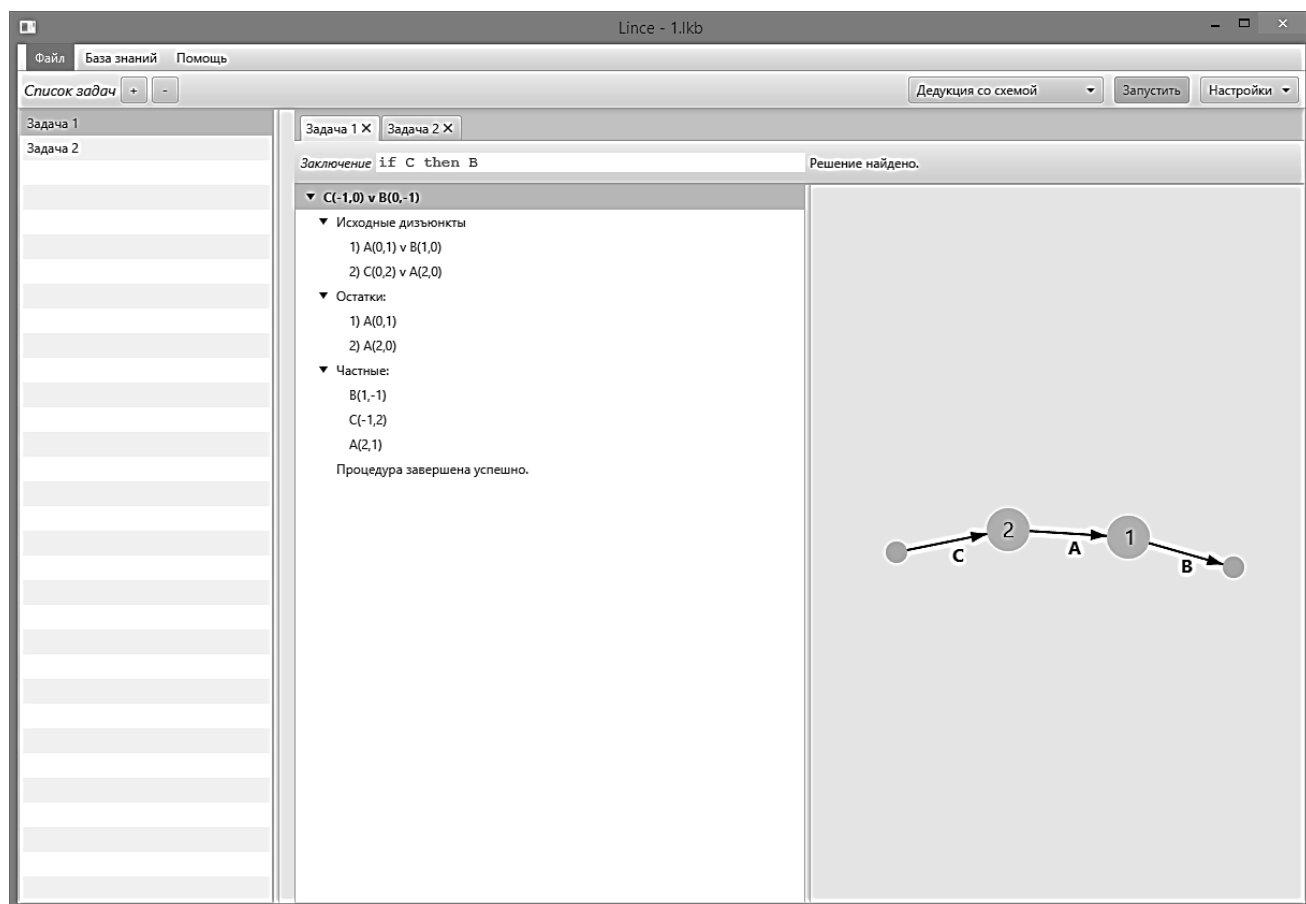 Lince - 1.lkb
Файл База знаний Помощь
Список задач + - Дедукция со схемой Запустить Настройки
Задача 1
Задача 2
Задача 1 X Задача 2 X
Заключение if C then B Решение найдено.
C(-1,0) v B(0,-1)
Исходные дизъюнкты
1) A(0,1) v B(1,0)
2) C(0,2) v A(2,0)
Остатки:
1) A(0,1)
2) A(2,0)
Частные:
B(1,-1)
C(-1,2)
A(2,1)
Процедура завершена успешно.
2 1
C A B